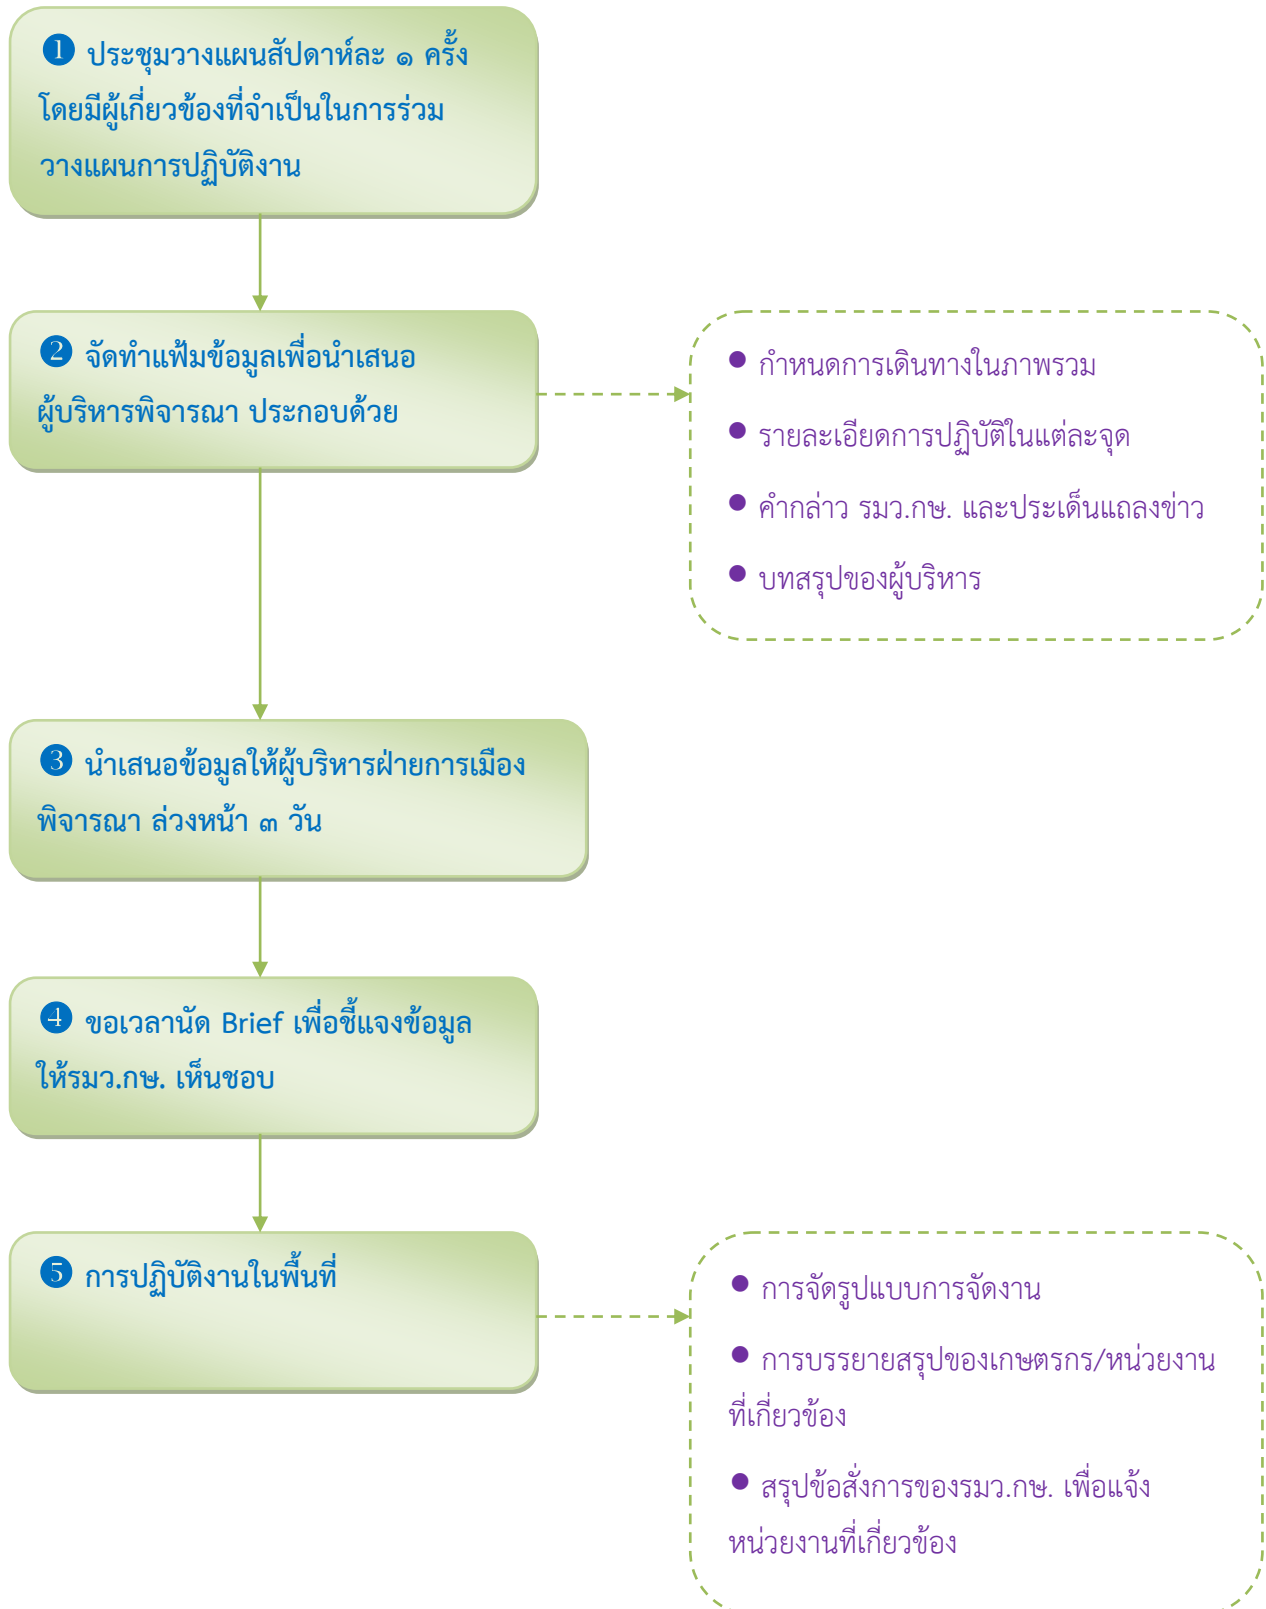 ❶ ประชุมวางแผนสัปดาห์ละ ๑ ครั้ง
โดยมีผู้เกี่ยวข้องที่จำเป็นในการร่วม
วางแผนการปฏิบัติงาน
❷ จัดทำแฟ้มข้อมูลเพื่อนำเสนอ
ผู้บริหารพิจารณา ประกอบด้วย
● กำหนดการเดินทางในภาพรวม
● รายละเอียดการปฏิบัติในแต่ละจุด
● คำกล่าว รมว.กษ. และประเด็นแถลงข่าว
● บทสรุปของผู้บริหาร
❸ นำเสนอข้อมูลให้ผู้บริหารฝ่ายการเมือง
พิจารณา ล่วงหน้า ๓ วัน
❹ ขอเวลานัด Brief เพื่อชี้แจงข้อมูล
ให้รมว.กษ. เห็นชอบ
❺ การปฏิบัติงานในพื้นที่
● การจัดรูปแบบการจัดงาน
● การบรรยายสรุปของเกษตรกร/หน่วยงาน
ที่เกี่ยวข้อง
● สรุปข้อสั่งการของรมว.กษ. เพื่อแจ้ง
หน่วยงานที่เกี่ยวข้อง